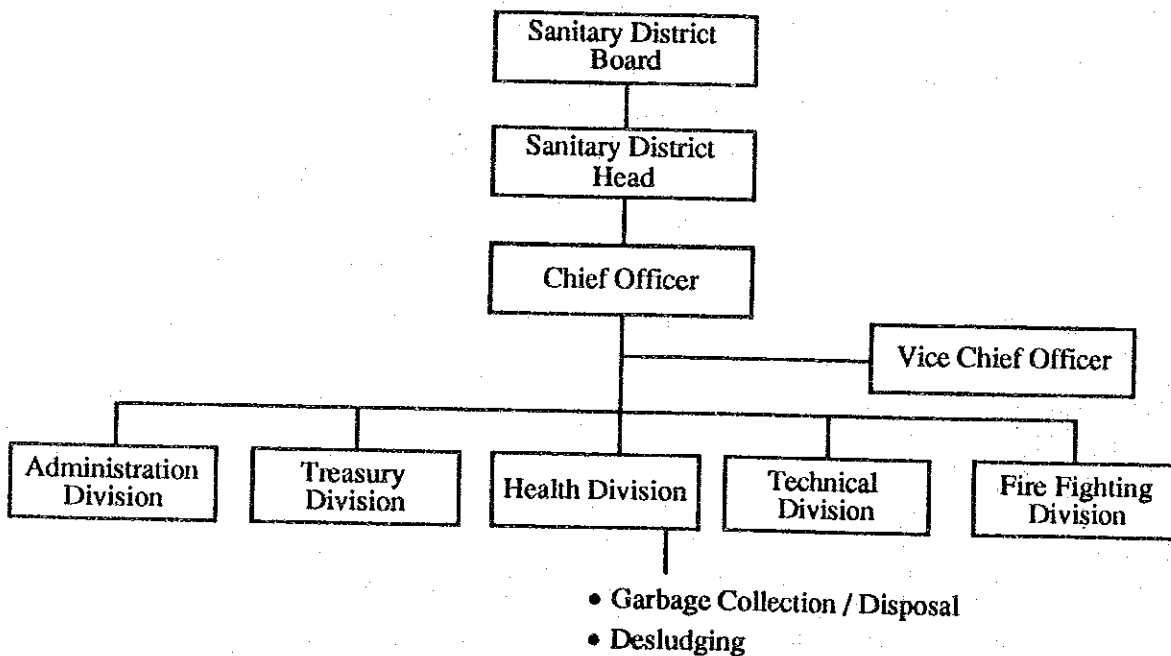 Sanitary District
Board
Sanitary District
Head
Chief Officer
Vice Chief Officer
Administration
Division
Treasury
Division
Health Division
Technical
Division
Fire Fighting
Division
• Garbage Collection / Disposal
• Desludging